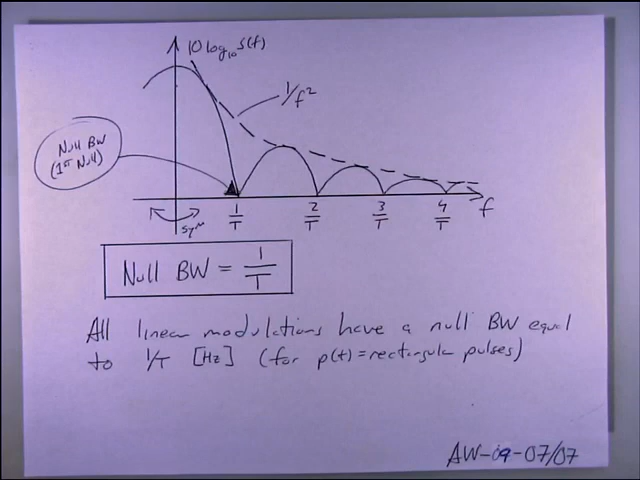 10 log₁₀ S(f)
1/f²
Null BW
(1ST Null)
1/T
2/T
3/T
4/T
f
sym
Null BW = 1/T
All linear modulations have a null BW equal
to 1/T [Hz] (for p(t) = rectangular pulses)
AW-09-07/07